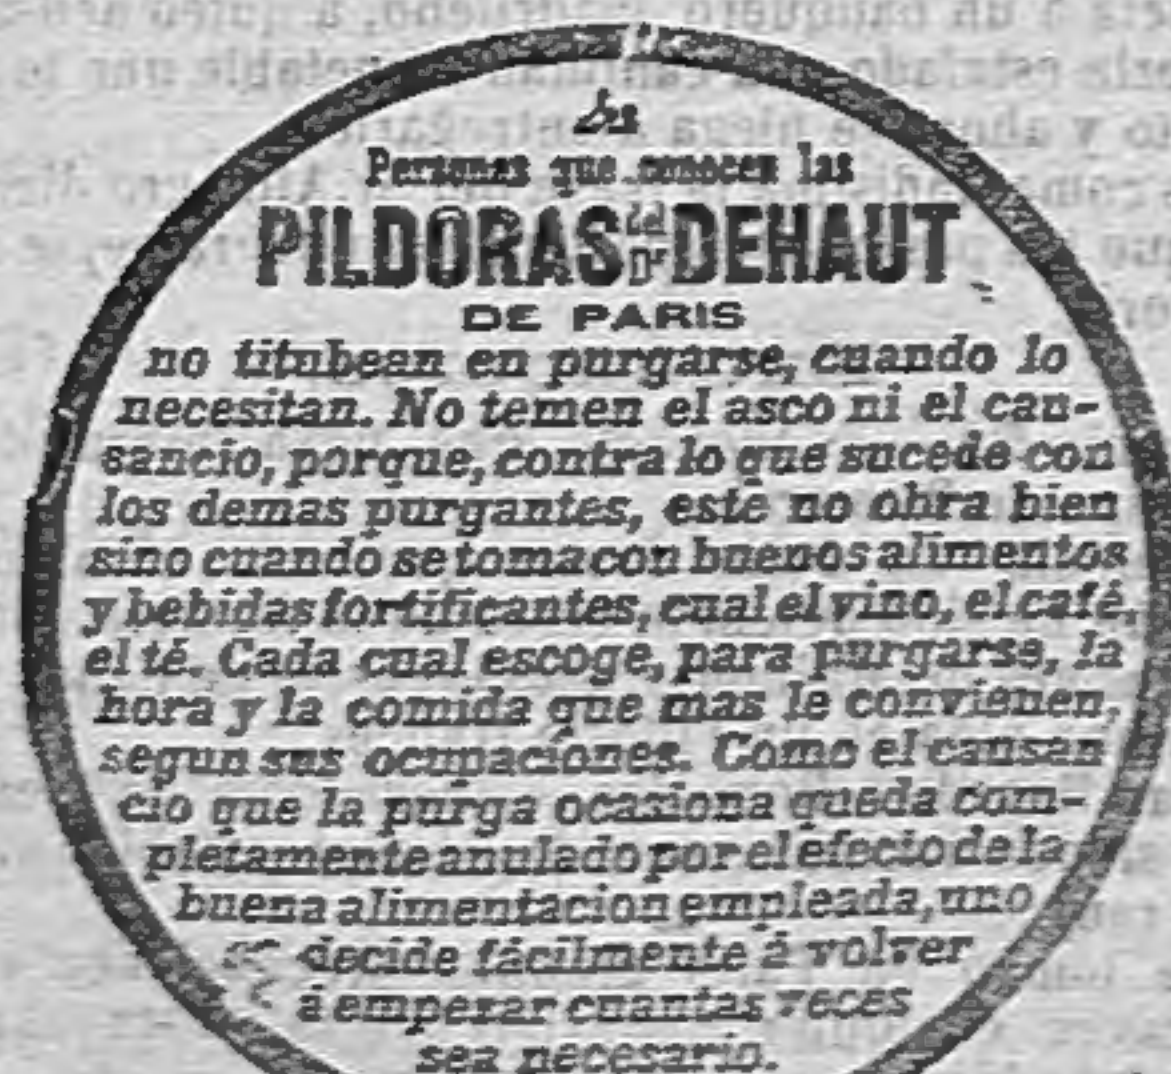 Las
Personas que conocen las
PILDORAS del Dr DEHAUT
DE PARIS
no titubean en purgarse, cuando lo
necesitan. No temen el asco ni el can-
sancio, porque, contra lo que sucede con
los demas purgantes, este no obra bien
sino cuando se toma con buenos alimentos
y bebidas fortificantes, cual el vino, el café,
el té. Cada cual escoge, para purgarse, la
hora y la comida que mas le convienen,
segun sus ocupaciones. Como el cansan
cio que la purga ocasiona queda com-
pletamente anulado por el efecto de la
buena alimentacion empleada, uno
se decide fácilmente á volver
á empezar cuantas veces
sea necesario.